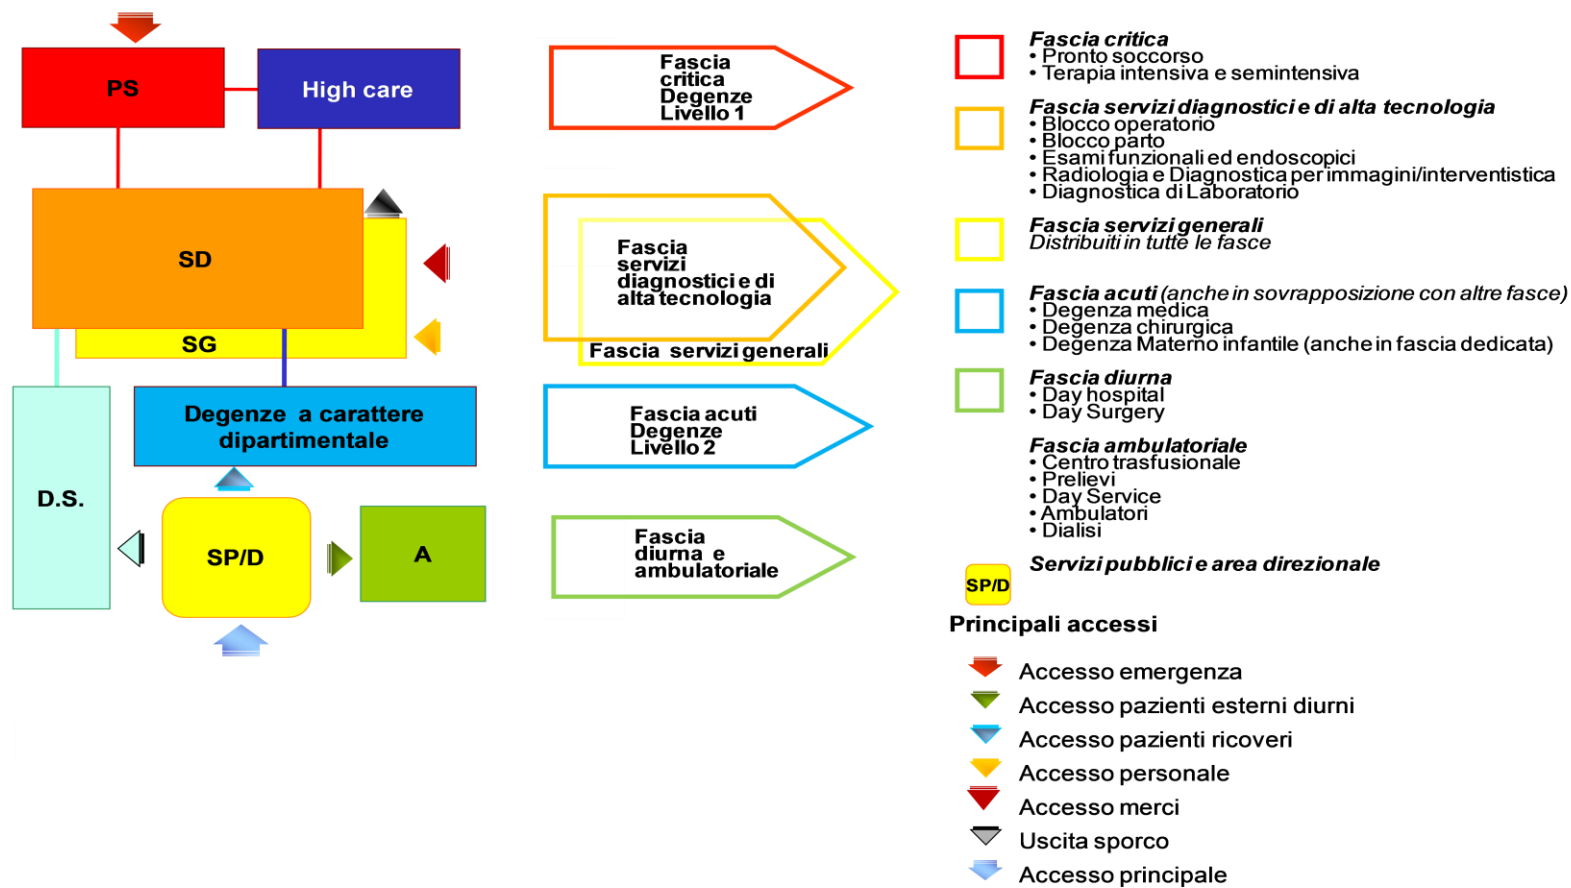 PS
High care
SD
SG
Degenze a carattere
dipartimentale
D.S.
SP/D
A
Fascia
critica
Degenze
Livello 1
Fascia
servizi
diagnostici e di
alta tecnologia
Fascia servizi generali
Fascia acuti
Degenze
Livello 2
Fascia
diurna e
ambulatoriale
Fascia critica
• Pronto soccorso
• Terapia intensiva e semintensiva
Fascia servizi diagnostici e di alta tecnologia
• Blocco operatorio
• Blocco parto
• Esami funzionali ed endoscopici
• Radiologia e Diagnostica per immagini/interventistica
• Diagnostica di Laboratorio
Fascia servizi generali
Distribuiti in tutte le fasce
Fascia acuti (anche in sovrapposizione con altre fasce)
• Degenza medica
• Degenza chirurgica
• Degenza Materno infantile (anche in fascia dedicata)
Fascia diurna
• Day hospital
• Day Surgery
Fascia ambulatoriale
• Centro trasfusionale
• Prelievi
• Day Service
• Ambulatori
• Dialisi
Servizi pubblici e area direzionale
SP/D
Principali accessi
Accesso emergenza
Accesso pazienti esterni diurni
Accesso pazienti ricoveri
Accesso personale
Accesso merci
Uscita sporco
Accesso principale